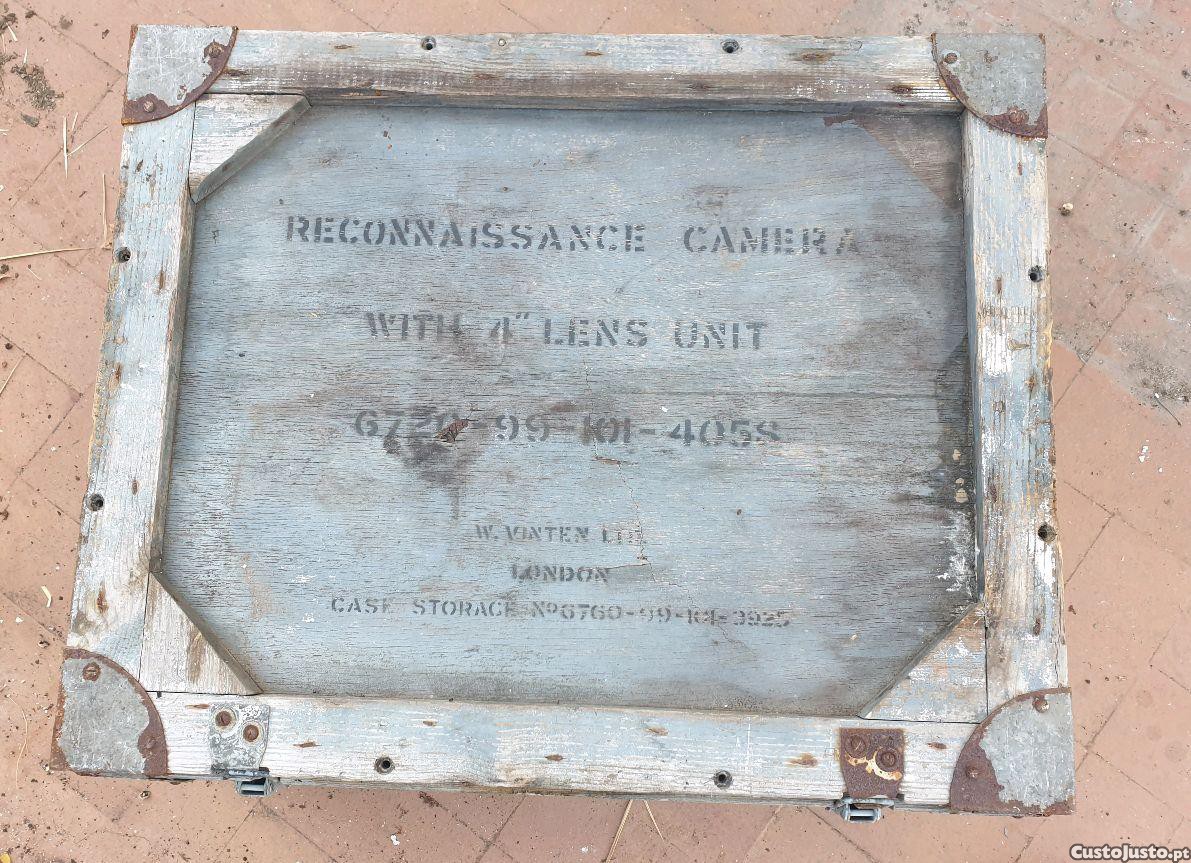 RECONNAISSANCE CAMERA
WITH 4" LENS UNIT
6720-99-101-4058
W. VINTEN LTD.
LONDON
CASE STORAGE Nº 6760-99-101-3925
CustoJusto.pt